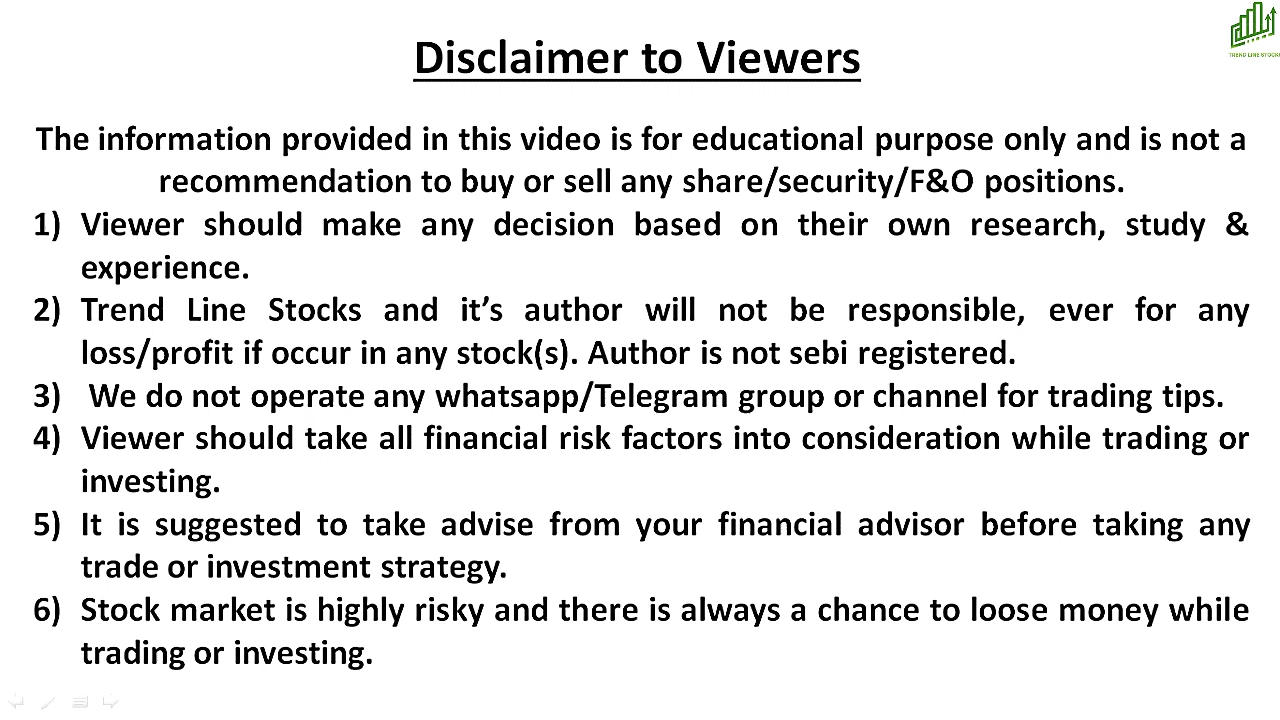 TREND LINE STOCKS
Disclaimer to Viewers
The information provided in this video is for educational purpose only and is not a
recommendation to buy or sell any share/security/F&O positions.
1) Viewer should make any decision based on their own research, study &
experience.
2) Trend Line Stocks and it’s author will not be responsible, ever for any
loss/profit if occur in any stock(s). Author is not sebi registered.
3) We do not operate any whatsapp/Telegram group or channel for trading tips.
4) Viewer should take all financial risk factors into consideration while trading or
investing.
5) It is suggested to take advise from your financial advisor before taking any
trade or investment strategy.
6) Stock market is highly risky and there is always a chance to loose money while
trading or investing.